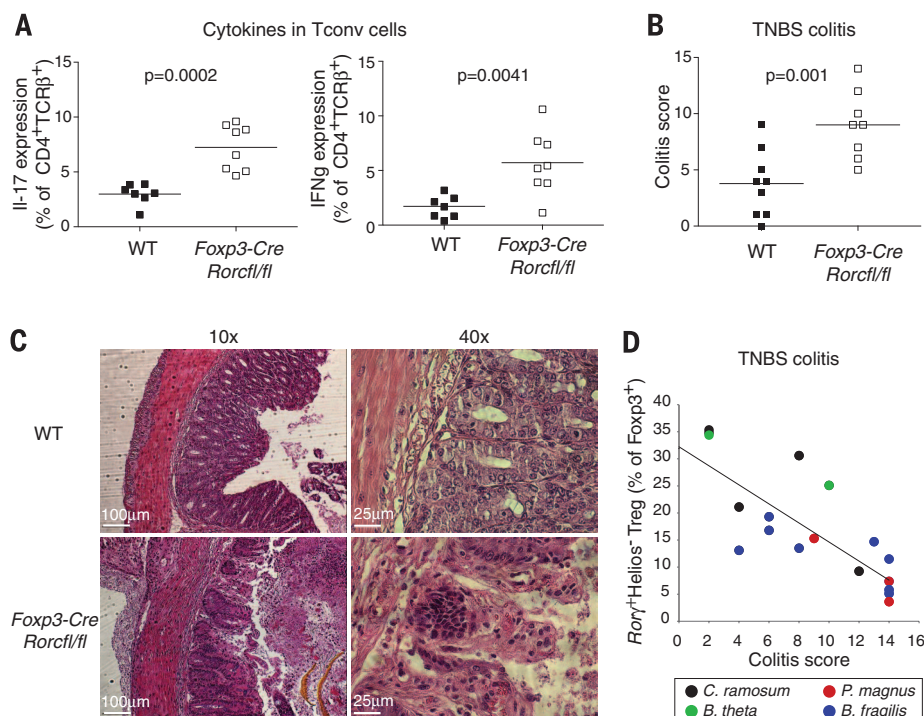 A
Cytokines in Tconv cells
Il-17 expression
(% of CD4+TCRβ+)
15
10
5
0
p=0.0002
WT
Foxp3-Cre
Rorcfl/fl
IFNg expression
(% of CD4+TCRβ+)
15
10
5
0
p=0.0041
WT
Foxp3-Cre
Rorcfl/fl
B
TNBS colitis
Colitis score
15
10
5
0
p=0.001
WT
Foxp3-Cre
Rorcfl/fl
C
10x
40x
WT
100µm
25µm
Foxp3-Cre
Rorcfl/fl
100µm
25µm
D
TNBS colitis
Rorγ+Helios- Treg (% of Foxp3+)
40
35
30
25
20
15
10
5
0
0 2 4 6 8 10 12 14 16
Colitis score
C. ramosum
P. magnus
B. theta
B. fragilis